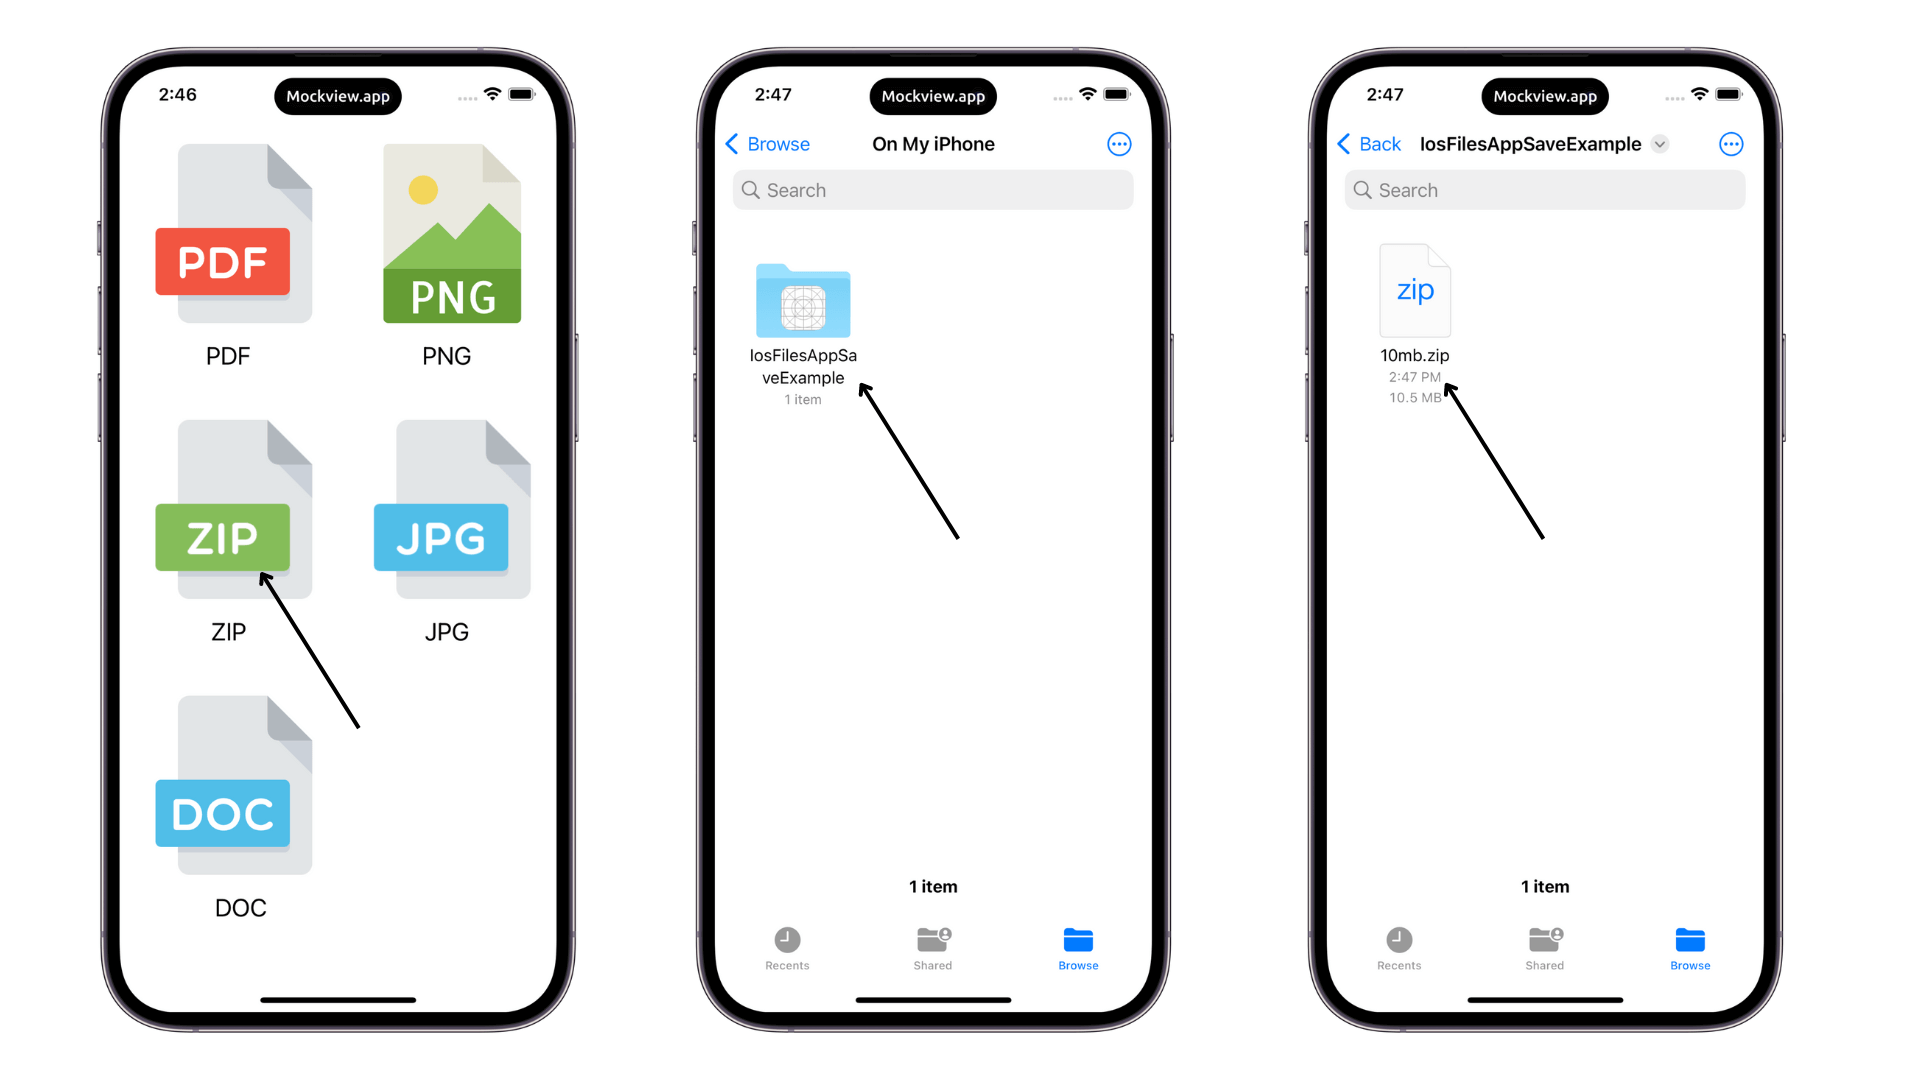 2:46
Mockview.app
PDF
PDF
PNG
PNG
ZIP
ZIP
JPG
JPG
DOC
DOC
2:47
Mockview.app
Browse
On My iPhone
Search
IosFilesAppSa
veExample
1 item
1 item
Recents
Shared
Browse
2:47
Mockview.app
Back
IosFilesAppSaveExample
Search
zip
10mb.zip
2:47 PM
10.5 MB
1 item
Recents
Shared
Browse